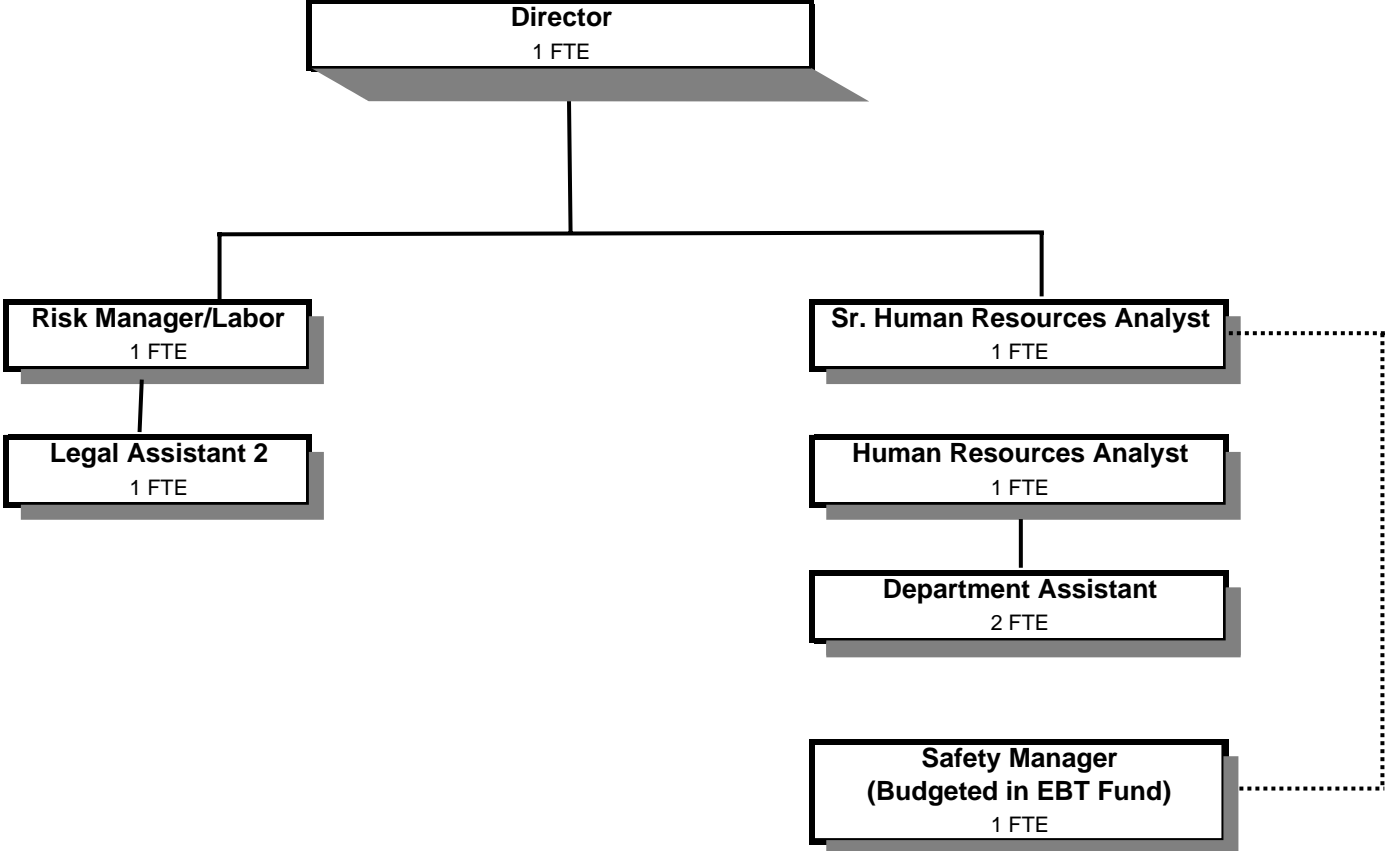 Director
1 FTE
Risk Manager/Labor
1 FTE
Sr. Human Resources Analyst
1 FTE
Legal Assistant 2
1 FTE
Human Resources Analyst
1 FTE
Department Assistant
2 FTE
Safety Manager
(Budgeted in EBT Fund)
1 FTE